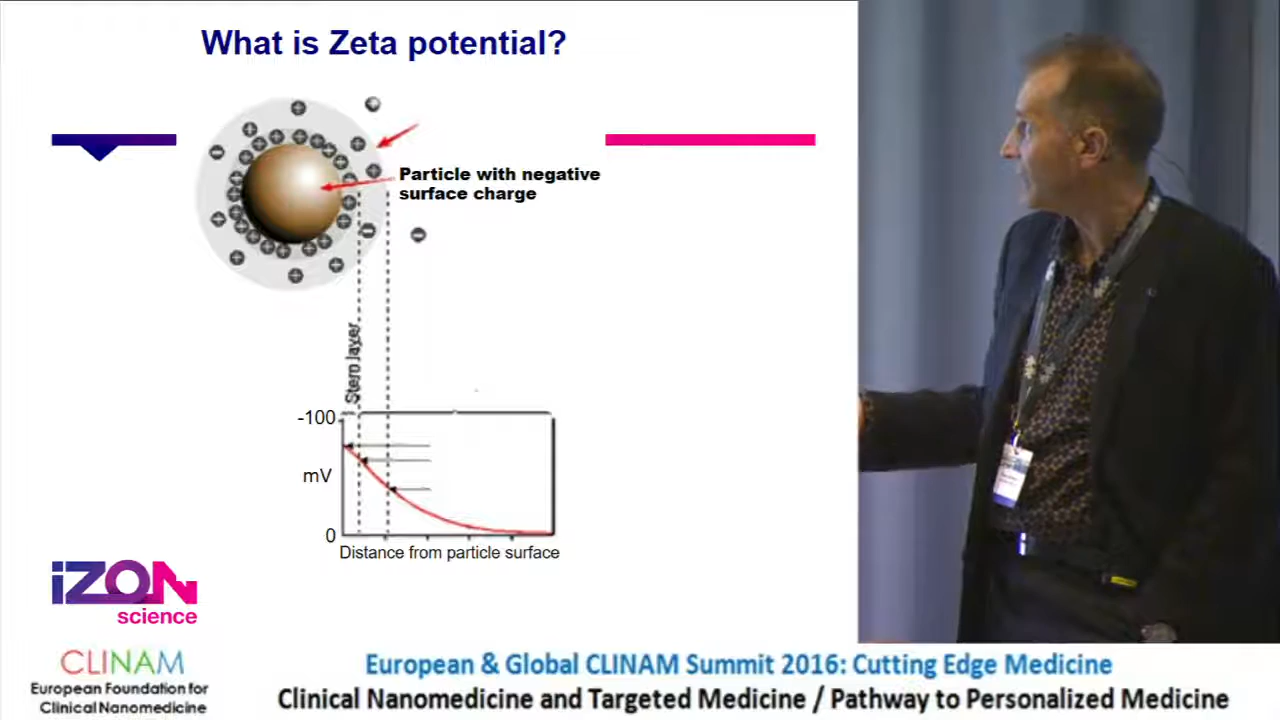 What is Zeta potential?
Particle with negative
surface charge
Stern layer
-100
mV
0
Distance from particle surface
iZON
science
CLINAM
European Foundation for
Clinical Nanomedicine
European & Global CLINAM Summit 2016: Cutting Edge Medicine
Clinical Nanomedicine and Targeted Medicine / Pathway to Personalized Medicine